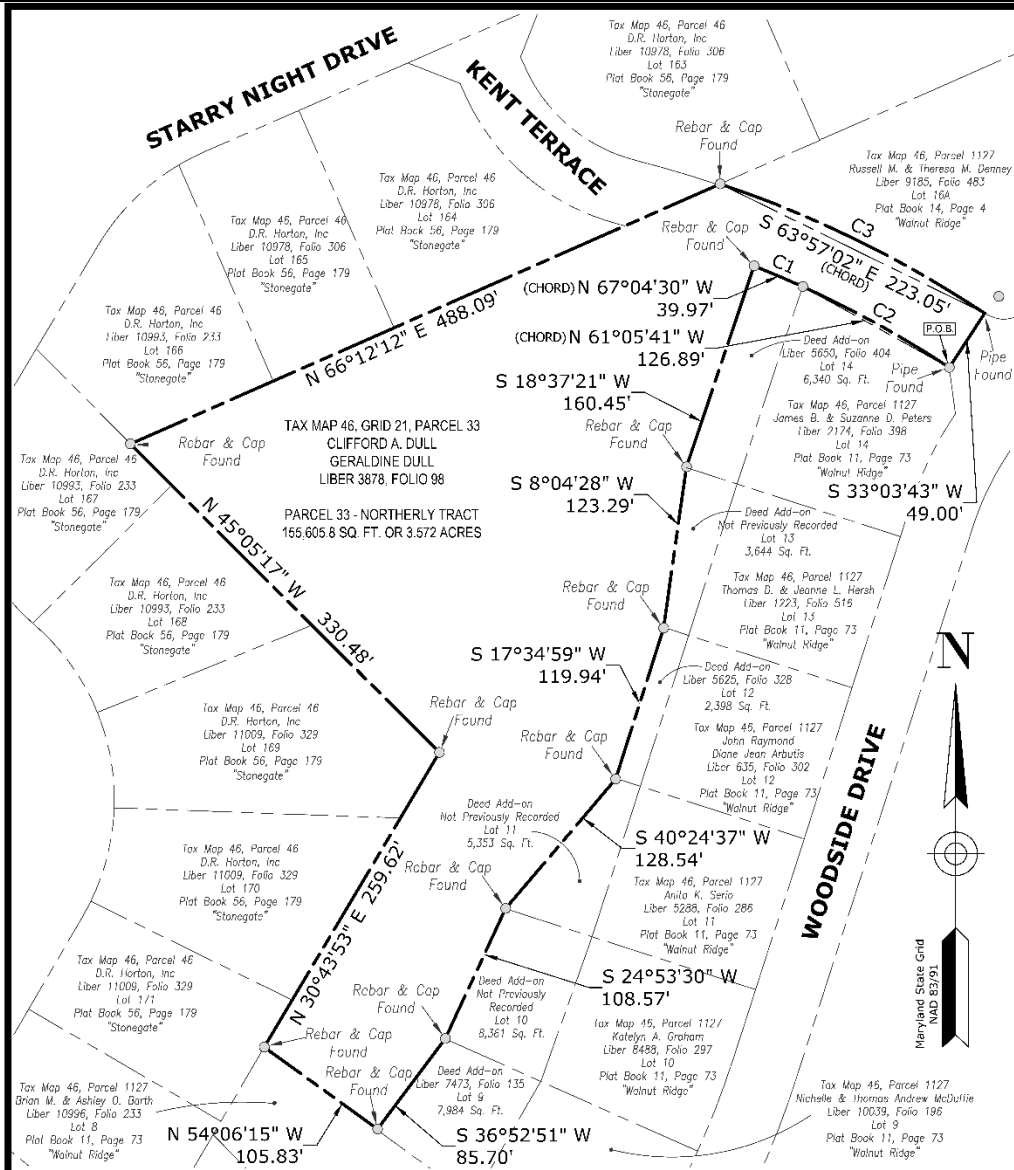 STARRY NIGHT DRIVE
KENT TERRACE
Tax Map 46, Parcel 46
D.R. Horton, Inc
Liber 10978, Folio 306
Lot 163
Plat Book 56, Page 179
"Stonegate"
Rebar & Cap
Found
Tax Map 46, Parcel 1127
Russell M. & Theresa M. Denney
Liber 9185, Folio 483
Lot 16A
Plat Book 14, Page 4
"Walnut Ridge"
Tax Map 46, Parcel 46
D.R. Horton, Inc
Liber 10978, Folio 306
Lot 164
Plat Book 56, Page 179
"Stonegate"
Tax Map 46, Parcel 46
D.R. Horton, Inc
Liber 10978, Folio 306
Lot 165
Plat Book 56, Page 179
"Stonegate"
Rebar & Cap
Found
C3
S 63°57'02" E 223.05'
(CHORD)
C1
C2
(CHORD) N 67°04'30" W
39.97'
(CHORD) N 61°05'41" W
126.89'
P.O.B.
Pipe
Found
Pipe
Found
Tax Map 46, Parcel 46
D.R. Horton, Inc
Liber 10993, Folio 233
Lot 166
Plat Book 56, Page 179
"Stonegate"
N 66°12'12" E 488.09'
Deed Add-on
Liber 5650, Folio 404
Lot 14
6,340 Sq. Ft.
S 18°37'21" W
160.45'
Tax Map 46, Parcel 1127
James B. & Suzanne D. Peters
Liber 2174, Folio 398
Lot 14
Plat Book 11, Page 73
"Walnut Ridge"
S 33°03'43" W
49.00'
Rebar & Cap
Found
TAX MAP 46, GRID 21, PARCEL 33
CLIFFORD A. DULL
GERALDINE DULL
LIBER 3878, FOLIO 98
PARCEL 33 - NORTHERLY TRACT
155,605.8 SQ. FT. OR 3.572 ACRES
Rebar & Cap
Found
Tax Map 46, Parcel 46
D.R. Horton, Inc
Liber 10993, Folio 233
Lot 167
Plat Book 56, Page 179
"Stonegate"
S 8°04'28" W
123.29'
Deed Add-on
Not Previously Recorded
Lot 13
3,644 Sq. Ft.
N 45°05'17" W 330.48'
Tax Map 46, Parcel 46
D.R. Horton, Inc
Liber 10993, Folio 233
Lot 168
Plat Book 56, Page 179
"Stonegate"
Rebar & Cap
Found
Tax Map 46, Parcel 1127
Thomas D. & Jeanne L. Hersh
Liber 1223, Folio 516
Lot 13
Plat Book 11, Page 73
"Walnut Ridge"
N
S 17°34'59" W
119.94'
Deed Add-on
Liber 5625, Folio 328
Lot 12
2,398 Sq. Ft.
Tax Map 46, Parcel 46
D.R. Horton, Inc
Liber 11009, Folio 329
Lot 169
Plat Book 56, Page 179
"Stonegate"
Rebar & Cap
Found
Rebar & Cap
Found
Tax Map 46, Parcel 1127
John Raymond
Diane Jean Arbutis
Liber 635, Folio 302
Lot 12
Plat Book 11, Page 73
"Walnut Ridge"
WOODSIDE DRIVE
Deed Add-on
Not Previously Recorded
Lot 11
5,353 Sq. Ft.
S 40°24'37" W
128.54'
Tax Map 46, Parcel 46
D.R. Horton, Inc
Liber 11009, Folio 329
Lot 170
Plat Book 56, Page 179
"Stonegate"
N 30°43'53" E 259.62'
Rebar & Cap
Found
Tax Map 46, Parcel 1127
Anita K. Serio
Liber 5288, Folio 286
Lot 11
Plat Book 11, Page 73
"Walnut Ridge"
Maryland State Grid
NAD 83/91
Tax Map 46, Parcel 46
D.R. Horton, Inc
Liber 11009, Folio 329
Lot 171
Plat Book 56, Page 179
"Stonegate"
S 24°53'30" W
108.57'
Deed Add-on
Not Previously
Recorded
Lot 10
8,361 Sq. Ft.
Rebar & Cap
Found
Rebar & Cap
Found
Tax Map 46, Parcel 1127
Katelyn A. Graham
Liber 8488, Folio 297
Lot 10
Plat Book 11, Page 73
"Walnut Ridge"
Rebar & Cap
Found
Deed Add-on
Liber 7473, Folio 135
Lot 9
7,984 Sq. Ft.
Tax Map 46, Parcel 1127
Brian M. & Ashley O. Barth
Liber 10996, Folio 233
Lot 8
Plat Book 11, Page 73
"Walnut Ridge"
N 54°06'15" W
105.83'
S 36°52'51" W
85.70'
Tax Map 46, Parcel 1127
Nichelle & Thomas Andrew McDuffie
Liber 10039, Folio 196
Lot 9
Plat Book 11, Page 73
"Walnut Ridge"